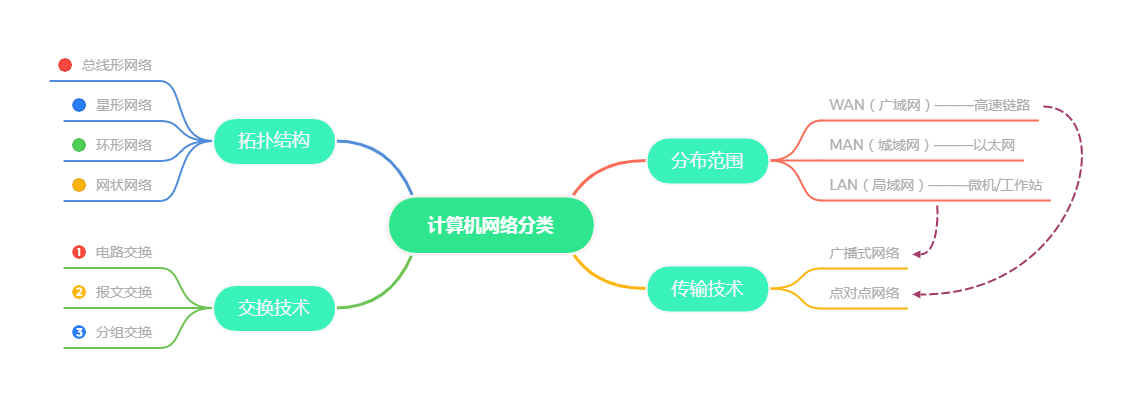 计算机网络分类
拓扑结构
总线形网络
星形网络
环形网络
网状网络
交换技术
1 电路交换
2 报文交换
3 分组交换
分布范围
WAN（广域网）———高速链路
MAN（城域网）———以太网
LAN（局域网）———微机/工作站
传输技术
广播式网络
点对点网络